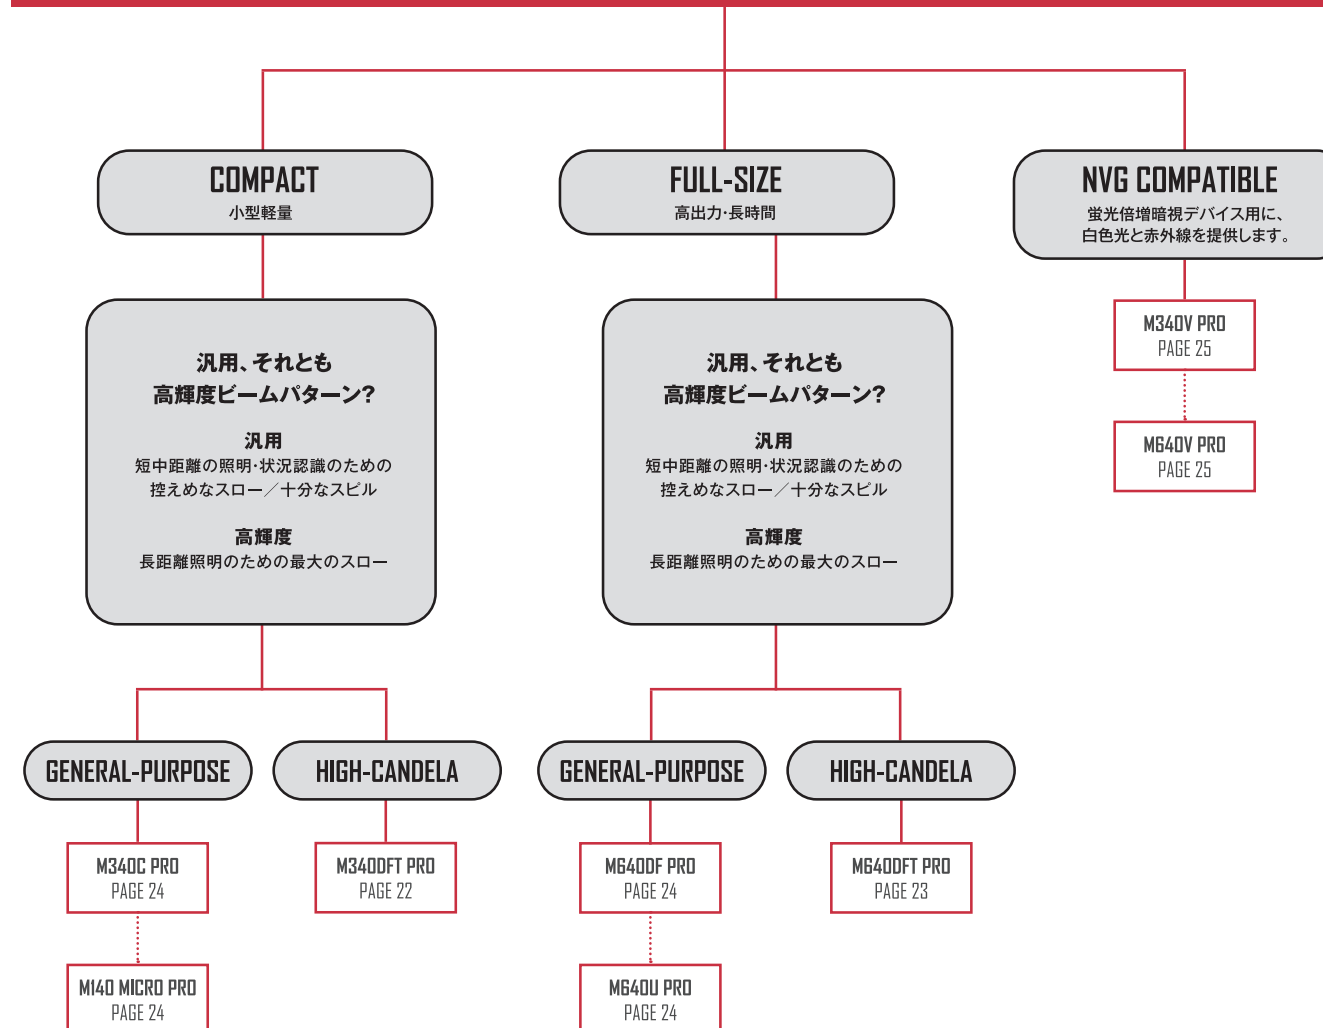 COMPACT
小型軽量
FULL-SIZE
高出力・長時間
NVG COMPATIBLE
蛍光倍増暗視デバイス用に、
白色光と赤外線を提供します。
汎用、それとも
高輝度ビームパターン?
汎用
短中距離の照明・状況認識のための
控えめなスロー／十分なスピル
高輝度
長距離照明のための最大のスロー
汎用、それとも
高輝度ビームパターン?
汎用
短中距離の照明・状況認識のための
控えめなスロー／十分なスピル
高輝度
長距離照明のための最大のスロー
M340V PRO
PAGE 25
M640V PRO
PAGE 25
GENERAL-PURPOSE
HIGH-CANDELA
GENERAL-PURPOSE
HIGH-CANDELA
M340C PRO
PAGE 24
M340DFT PRO
PAGE 22
M640DF PRO
PAGE 24
M640DFT PRO
PAGE 23
M140 MICRO PRO
PAGE 24
M640U PRO
PAGE 24